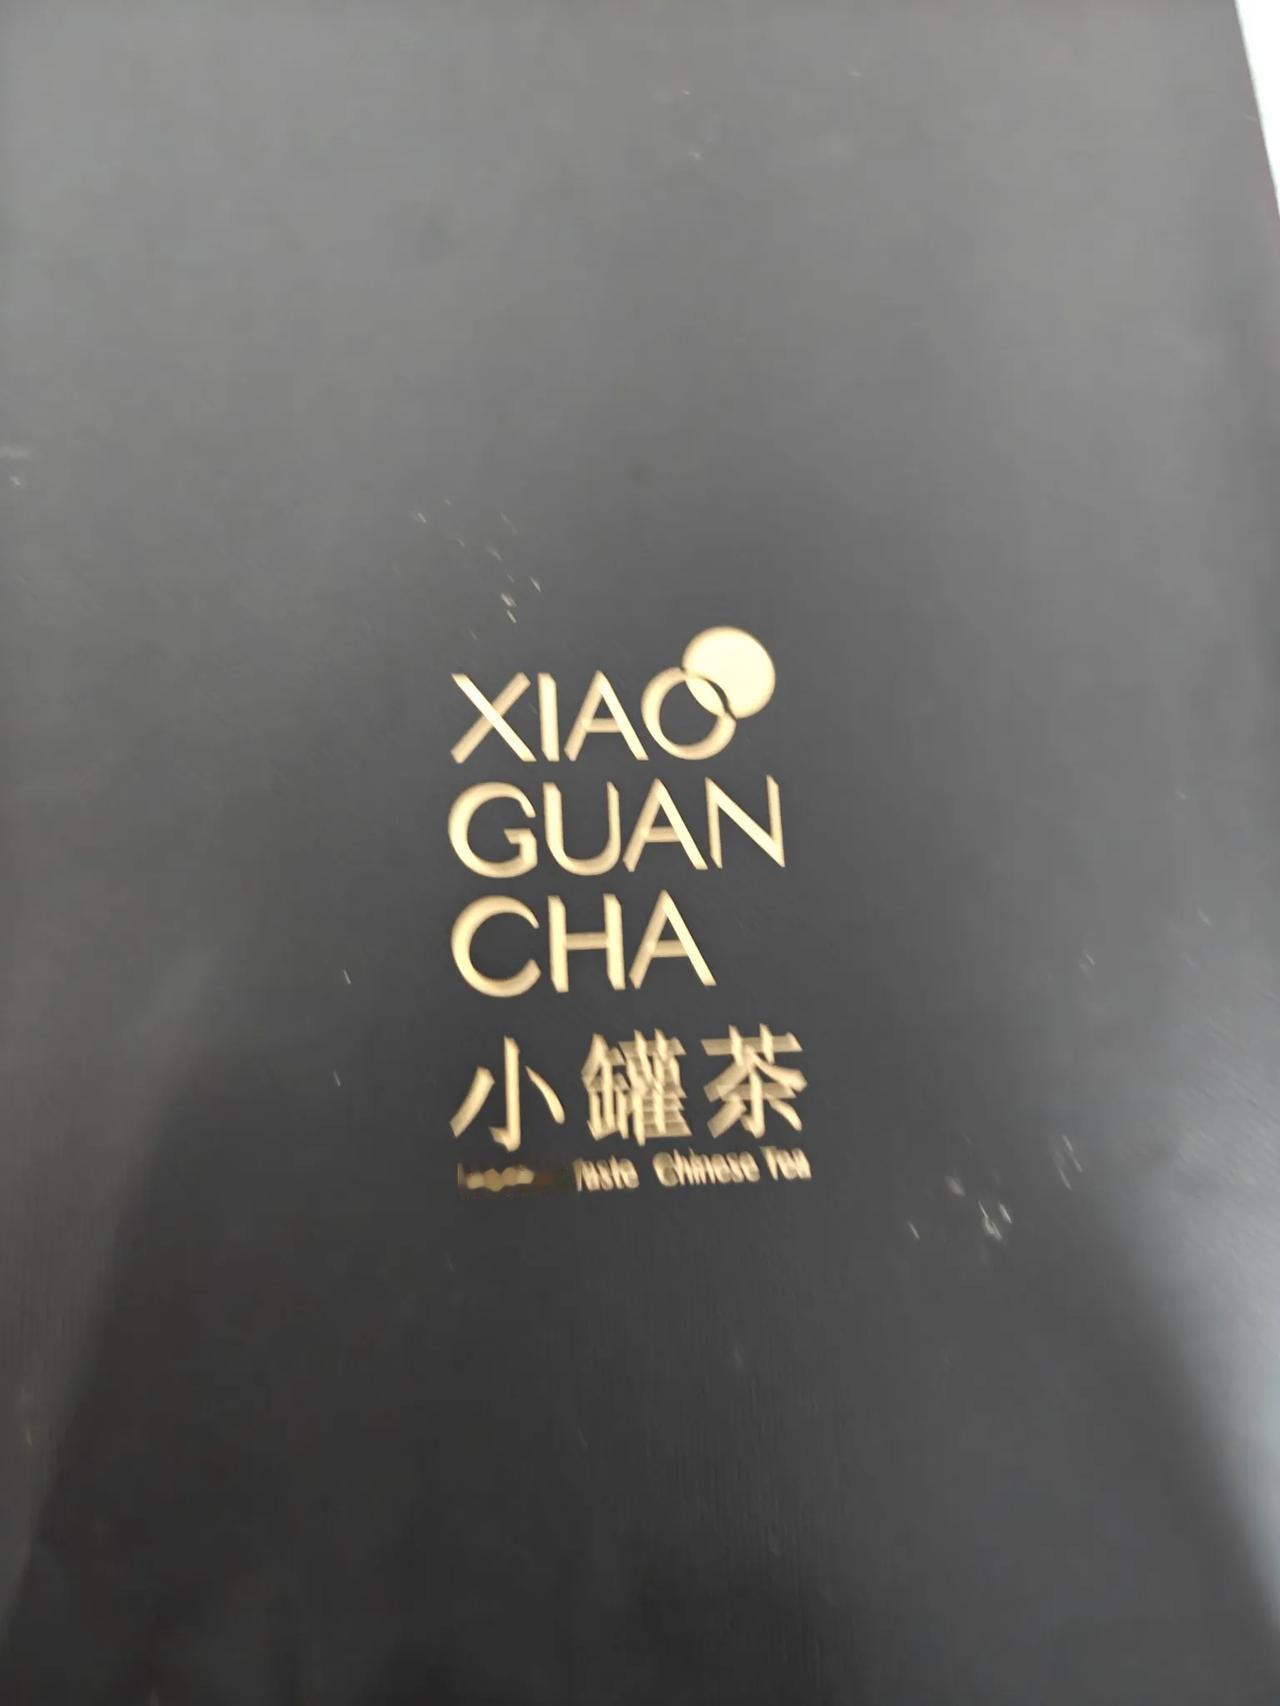 XIAO
GUAN
CHA
小罐茶
Taste Chinese Tea